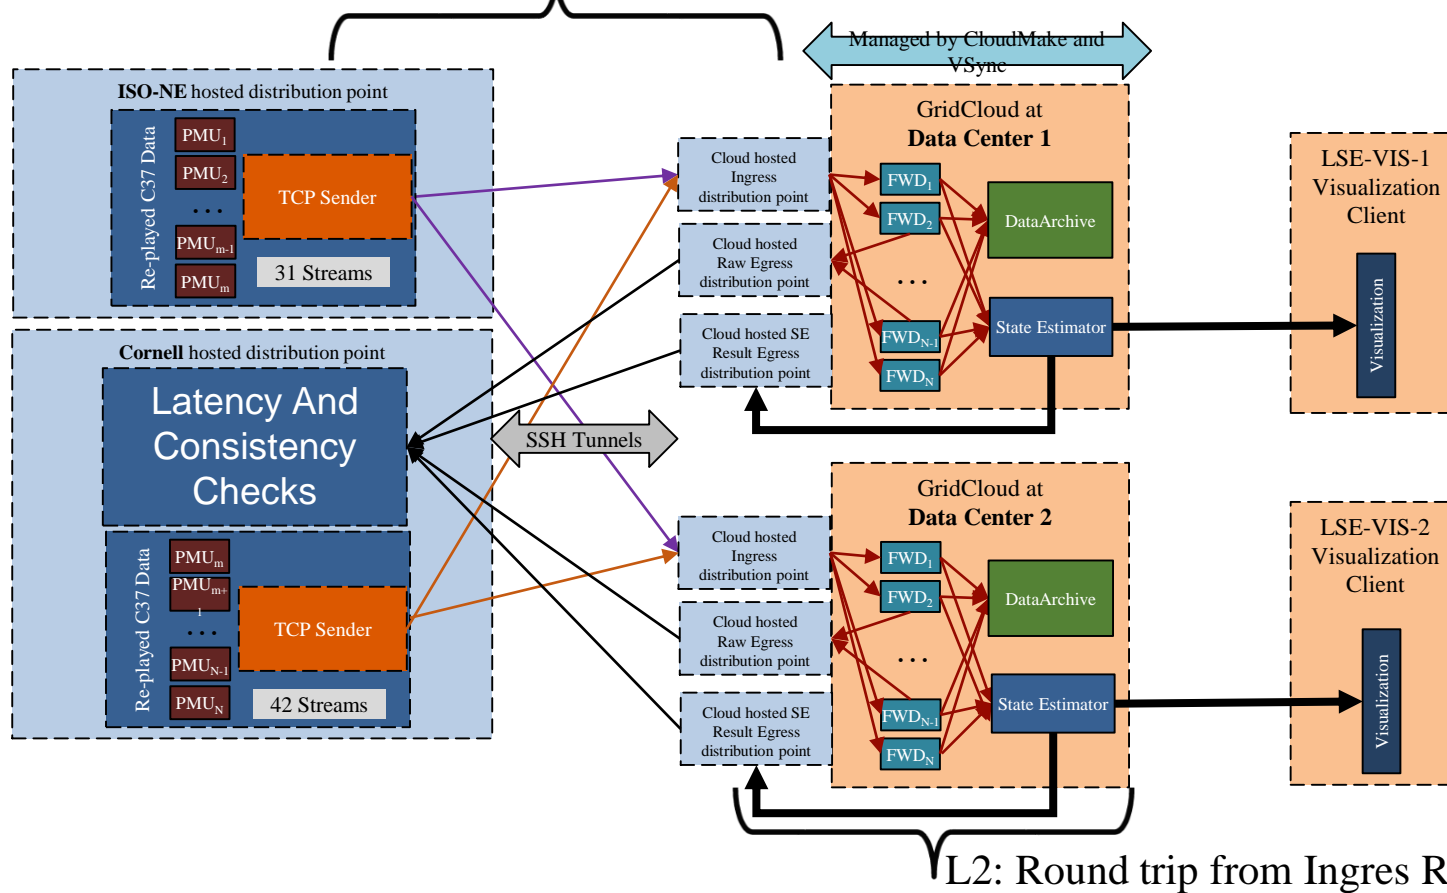 Managed by CloudMake and
VSync
ISO-NE hosted distribution point
Re-played C37 Data
PMU1
PMU2
...
PMUm-1
PMUm
TCP Sender
31 Streams
Cornell hosted distribution point
Latency And
Consistency
Checks
Re-played C37 Data
PMUm
PMUm+
1
...
PMUN-1
PMUN
TCP Sender
42 Streams
SSH Tunnels
Cloud hosted
Ingress
distribution point
Cloud hosted
Raw Egress
distribution point
Cloud hosted SE
Result Egress
distribution point
GridCloud at
Data Center 1
FWD1
FWD2
...
FWDN-1
FWDN
DataArchive
State Estimator
LSE-VIS-1
Visualization
Client
Visualization
Cloud hosted
Ingress
distribution point
Cloud hosted
Raw Egress
distribution point
Cloud hosted SE
Result Egress
distribution point
GridCloud at
Data Center 2
FWD1
FWD2
...
FWDN-1
FWDN
DataArchive
State Estimator
LSE-VIS-2
Visualization
Client
Visualization
L2: Round trip from Ingres R